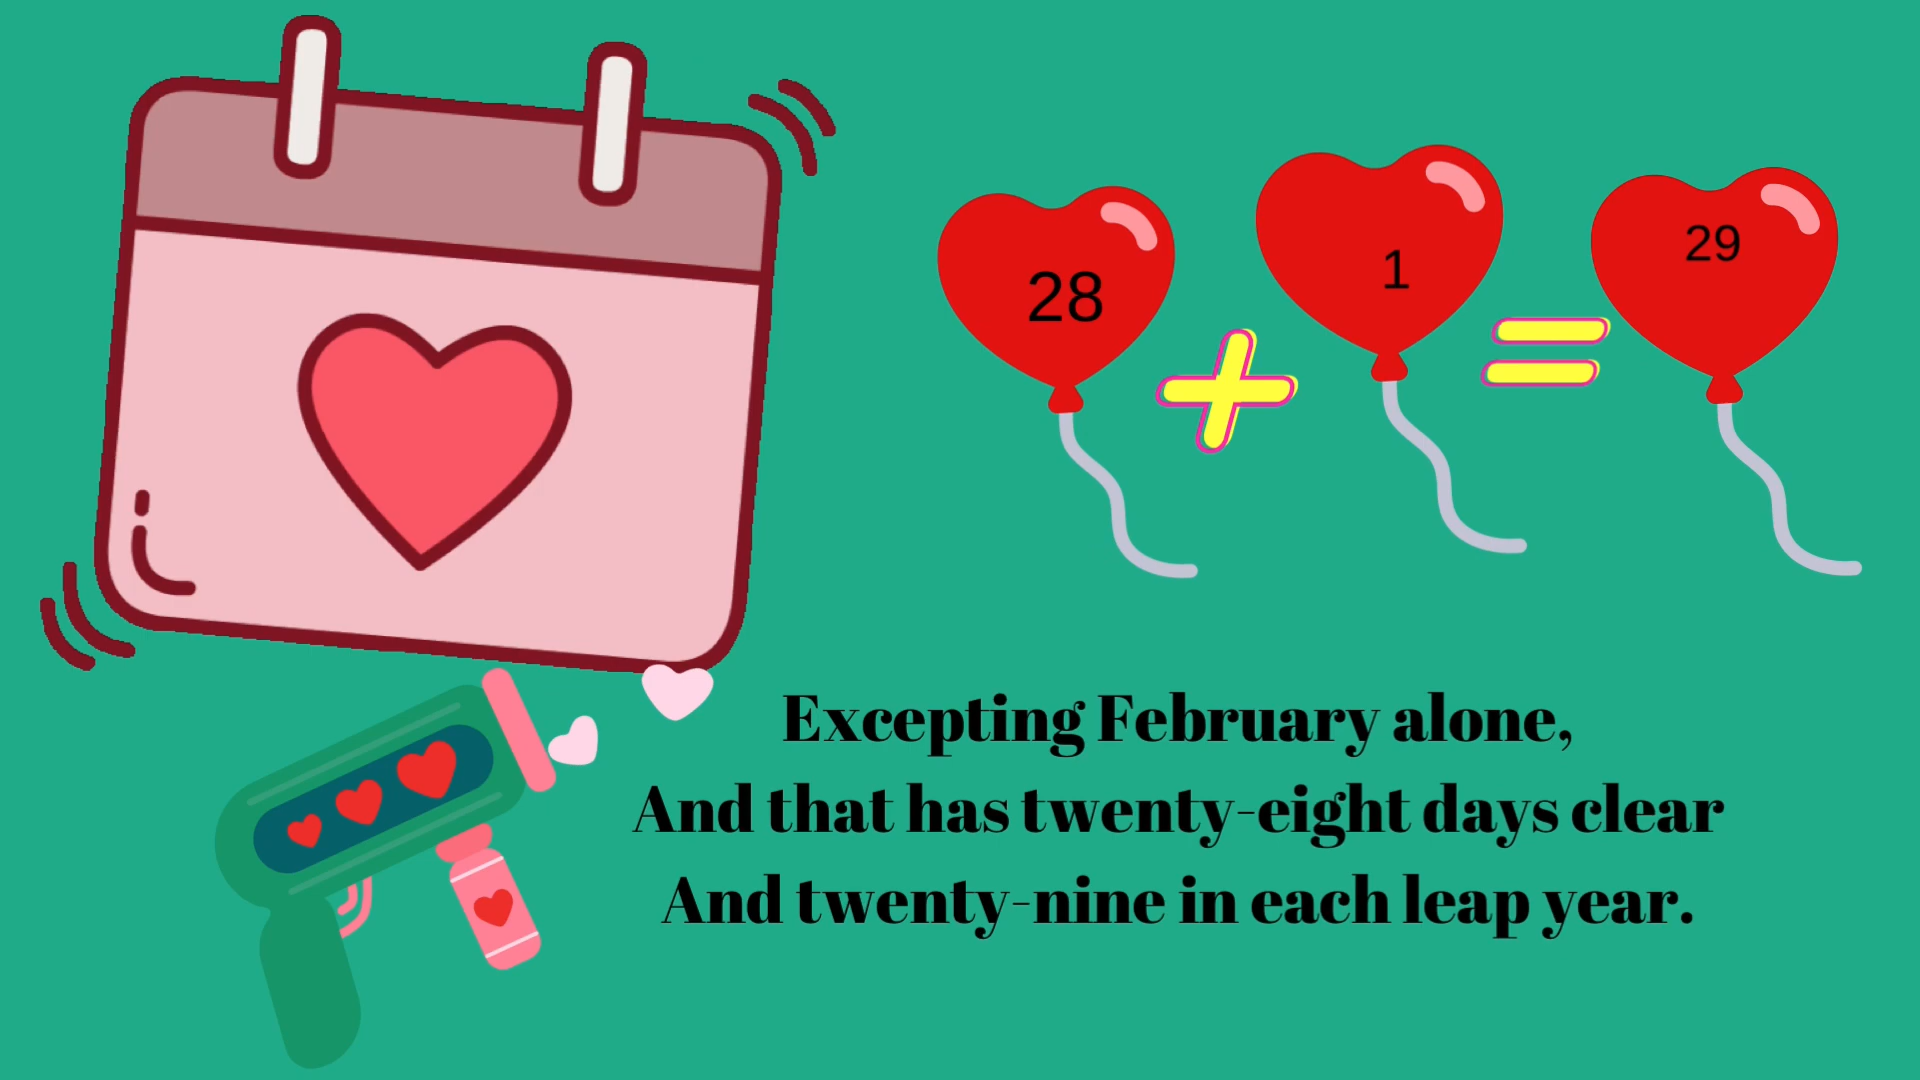 28 + 1 = 29
Excepting February alone,
And that has twenty-eight days clear
And twenty-nine in each leap year.